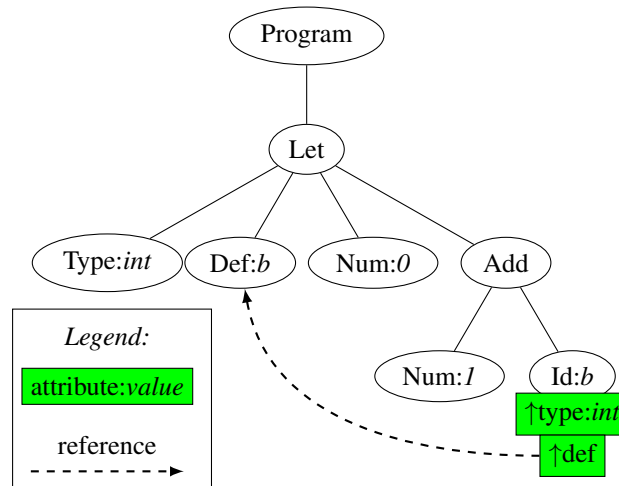 Program
Let
Type:int
Def:b
Num:0
Add
Legend:
attribute:value
reference
Num:1
Id:b
↑type:int
↑def